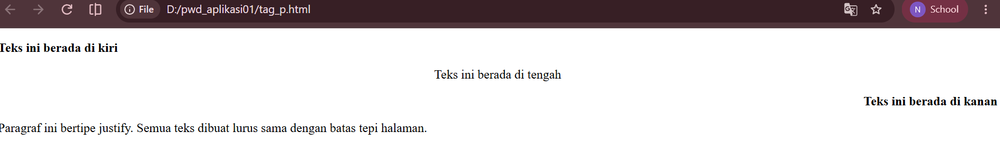 File D:/pwd_aplikasi01/tag_p.html N School
Teks ini berada di kiri
Teks ini berada di tengah
Teks ini berada di kanan
Paragraf ini bertipe justify. Semua teks dibuat lurus sama dengan batas tepi halaman.